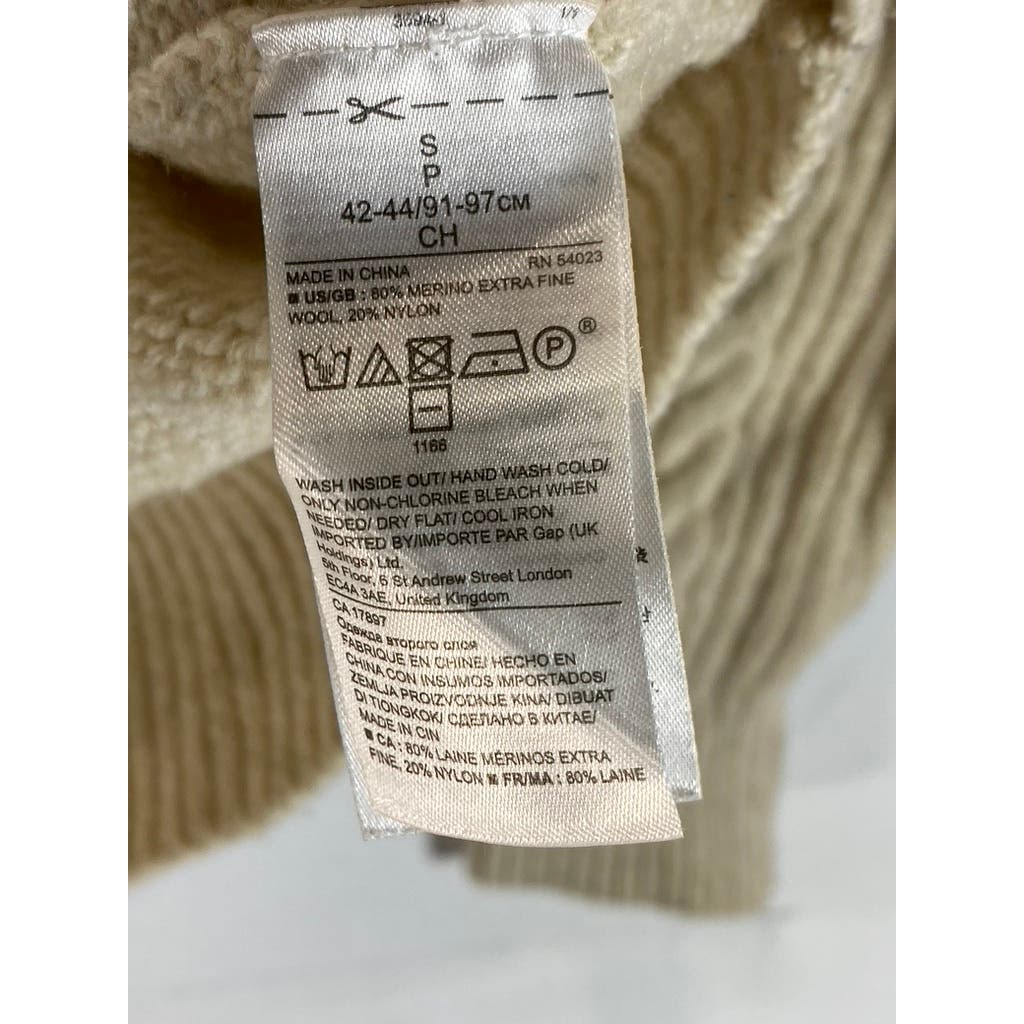 1/1
S
P
42-44/91-97CM
CH
MADE IN CHINA RN 54023
US/GB : 80% MERINO EXTRA FINE
WOOL, 20% NYLON
P ®
1166
WASH INSIDE OUT/ HAND WASH COLD/
ONLY NON-CHLORINE BLEACH WHEN
NEEDED/ DRY FLAT/ COOL IRON
IMPORTED BY/IMPORTE PAR Gap (UK
Holdings) Ltd.
5th Floor, 6 St Andrew Street London
EC4A 3AE, United Kingdom
CA 17897
Одежда второго слоя
FABRIQUE EN CHINE/ HECHO EN
CHINA CON INSUMOS IMPORTADOS/
ZEMLJA PROIZVODNJE KINA/ DIBUAT
DI TIONGKOK/ СДЕЛАНО В КИТАЕ/
MADE IN CIN
CA : 80% LAINE MÉRINOS EXTRA
FINE, 20% NYLON FR/MA : 80% LAINE